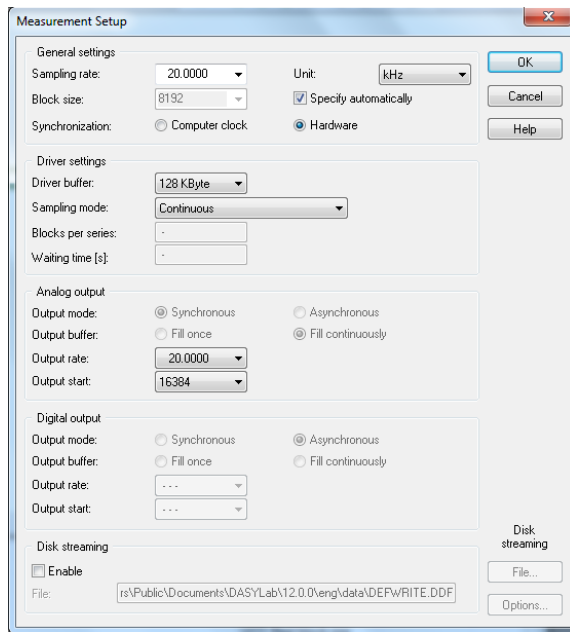 Measurement Setup
General settings
Sampling rate: 20.0000 Unit: kHz
Block size: 8192 Specify automatically
Synchronization: Computer clock Hardware
OK
Cancel
Help
Driver settings
Driver buffer: 128 KByte
Sampling mode: Continuous
Blocks per series: -
Waiting time [s]: -
Analog output
Output mode: Synchronous Asynchronous
Output buffer: Fill once Fill continuously
Output rate: 20.0000
Output start: 16384
Digital output
Output mode: Synchronous Asynchronous
Output buffer: Fill once Fill continuously
Output rate: - - -
Output start: - - -
Disk streaming
Enable
File: rs\Public\Documents\DASYLab\12.0.0\eng\data\DEFWRITE.DDF
Disk
streaming
File...
Options...